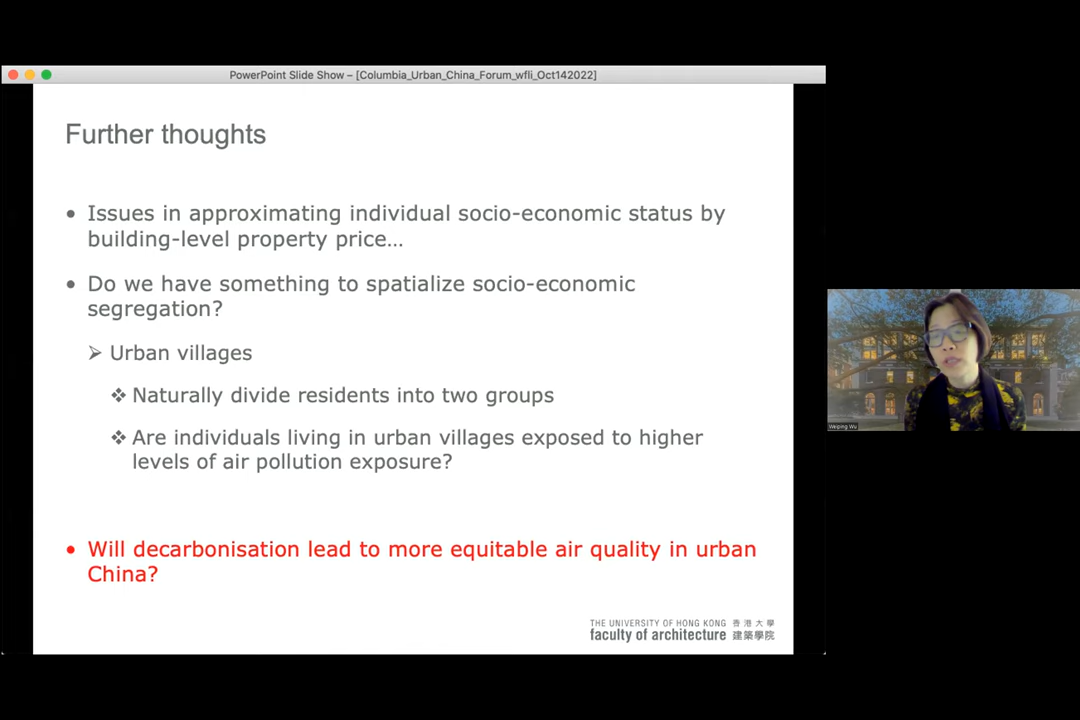 PowerPoint Slide Show – [Columbia_Urban_China_Forum_wfli_Oct142022]
Further thoughts
• Issues in approximating individual socio-economic status by
building-level property price…
• Do we have something to spatialize socio-economic
segregation?
➢ Urban villages
❖ Naturally divide residents into two groups
❖ Are individuals living in urban villages exposed to higher
levels of air pollution exposure?
• Will decarbonisation lead to more equitable air quality in urban
China?
THE UNIVERSITY OF HONG KONG 香港大學
faculty of architecture 建築學院
Weiping Wu